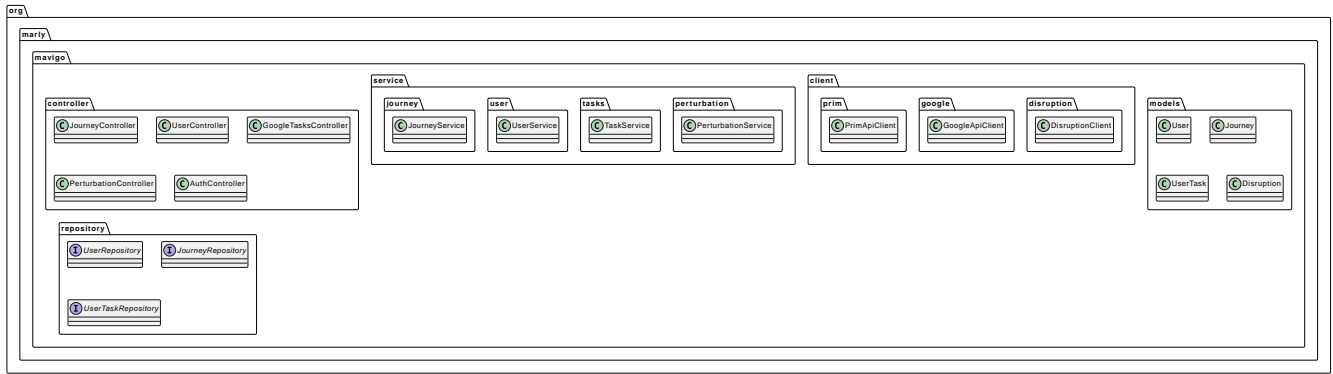 org
marly
mavigo
controller
C JourneyController
C UserController
C GoogleTasksController
C PerturbationController
C AuthController
service
journey
C JourneyService
user
C UserService
tasks
C TaskService
perturbation
C PerturbationService
client
prim
C PrimApiClient
google
C GoogleApiClient
disruption
C DisruptionClient
models
C User
C Journey
C UserTask
C Disruption
repository
I UserRepository
I JourneyRepository
I UserTaskRepository